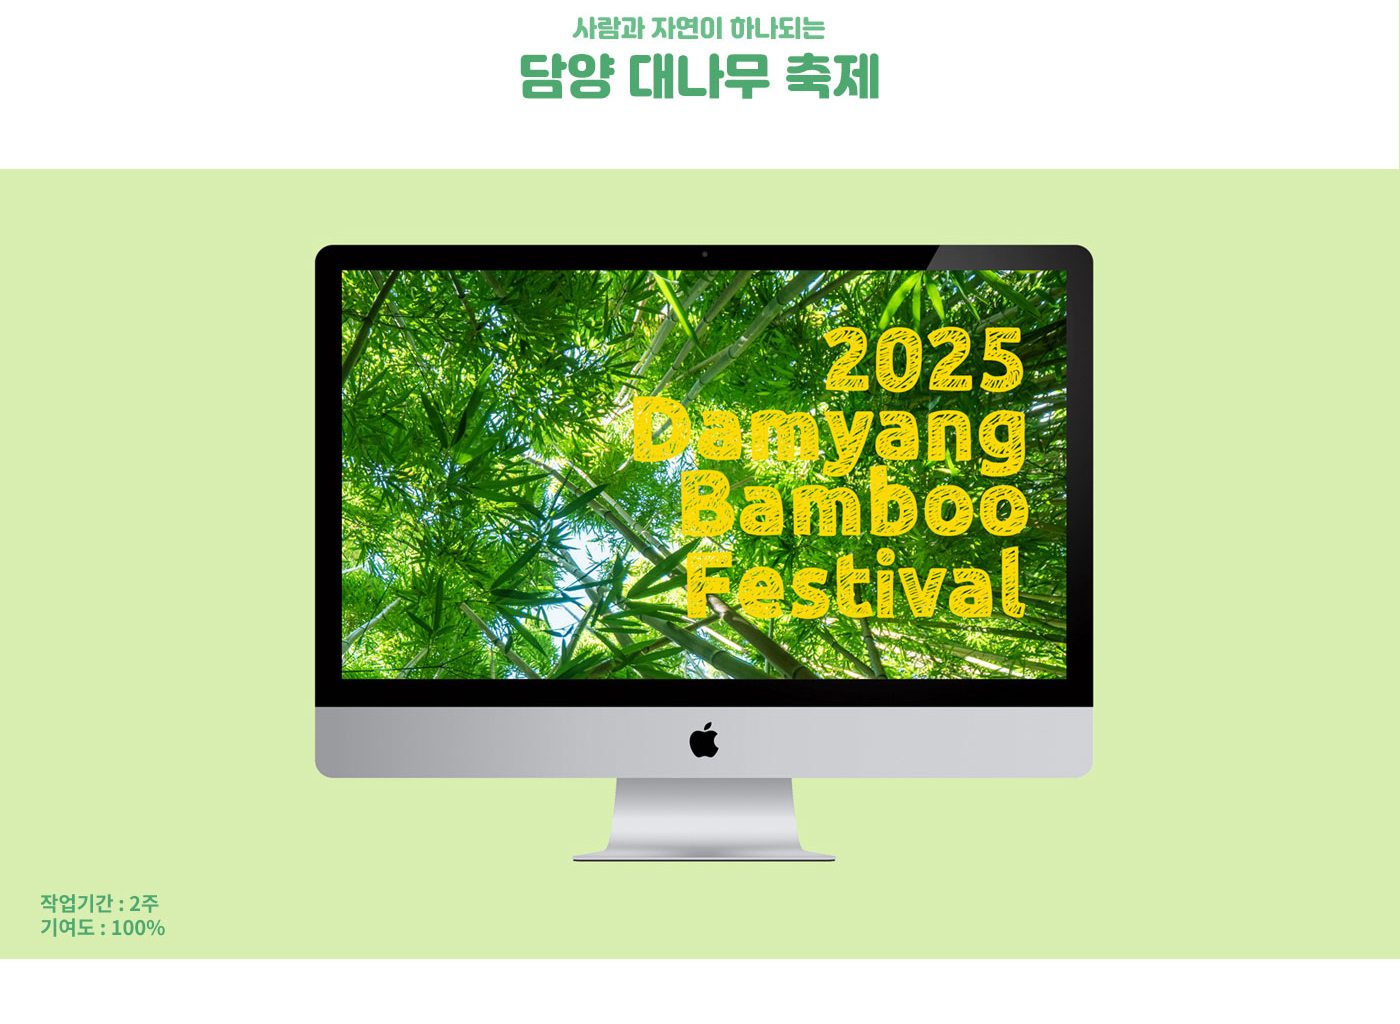 사람과 자연이 하나되는
담양 대나무 축제
2025
Damyang
Bamboo
Festival
작업기간 : 2주
기여도 : 100%